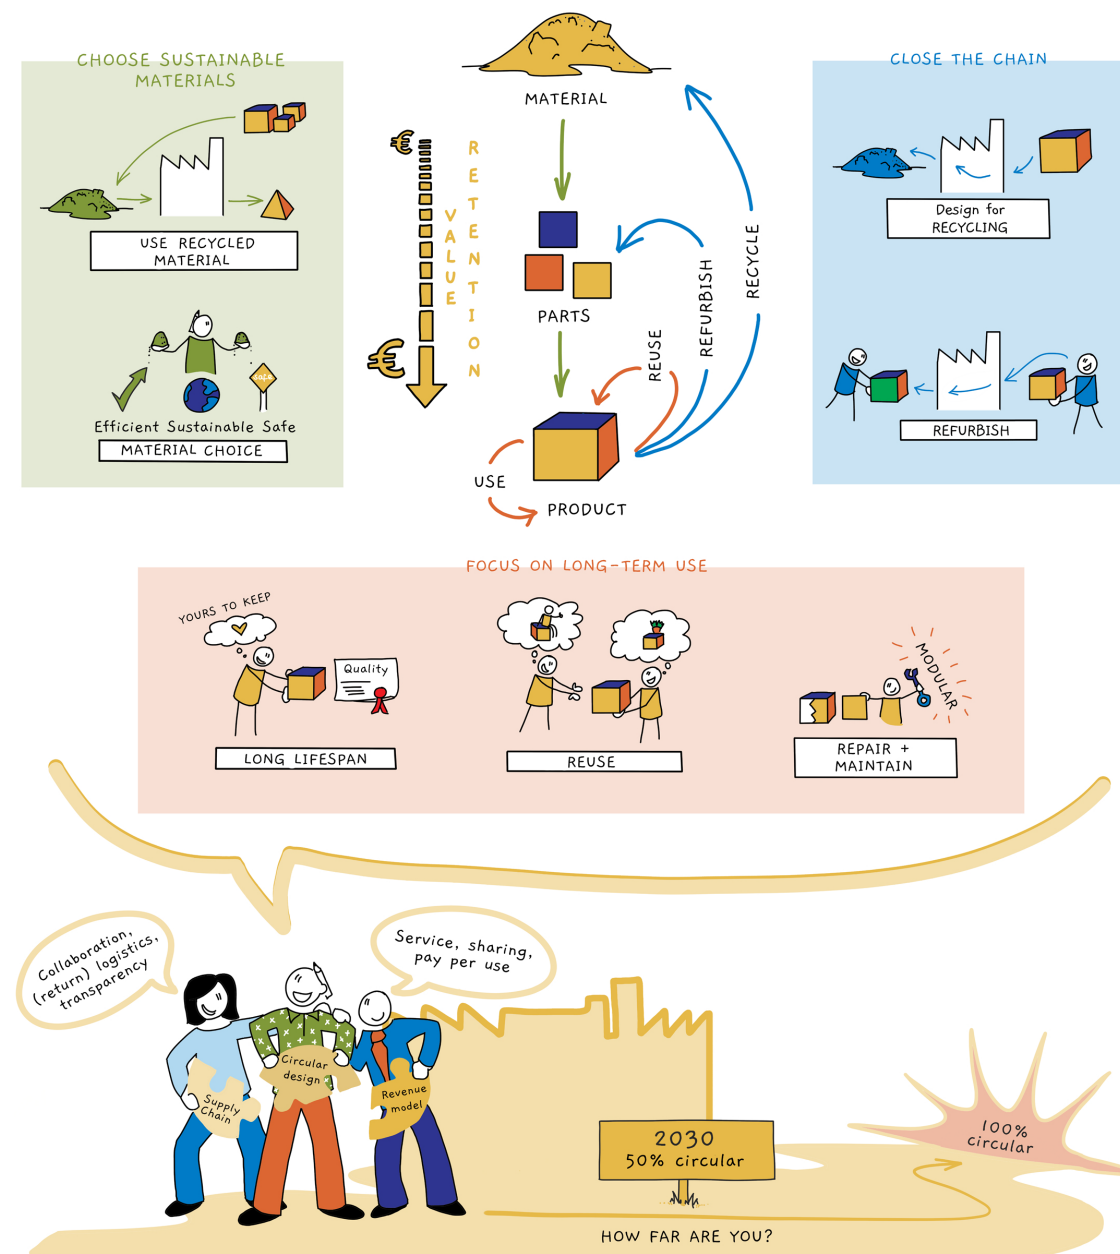 CHOOSE SUSTAINABLE
MATERIALS
USE RECYCLED
MATERIAL
safe
Efficient Sustainable Safe
MATERIAL CHOICE
MATERIAL
€
€
VALUE
RETENTION
PARTS
REUSE
REFURBISH
RECYCLE
USE
PRODUCT
CLOSE THE CHAIN
Design for
RECYCLING
REFURBISH
FOCUS ON LONG-TERM USE
YOURS TO KEEP
Quality
LONG LIFESPAN
REUSE
MODULAR
REPAIR +
MAINTAIN
Collaboration,
(return) logistics,
transparency
Service, sharing,
pay per use
Supply
Chain
Circular
design
Revenue
model
2030
50% circular
100%
circular
HOW FAR ARE YOU?